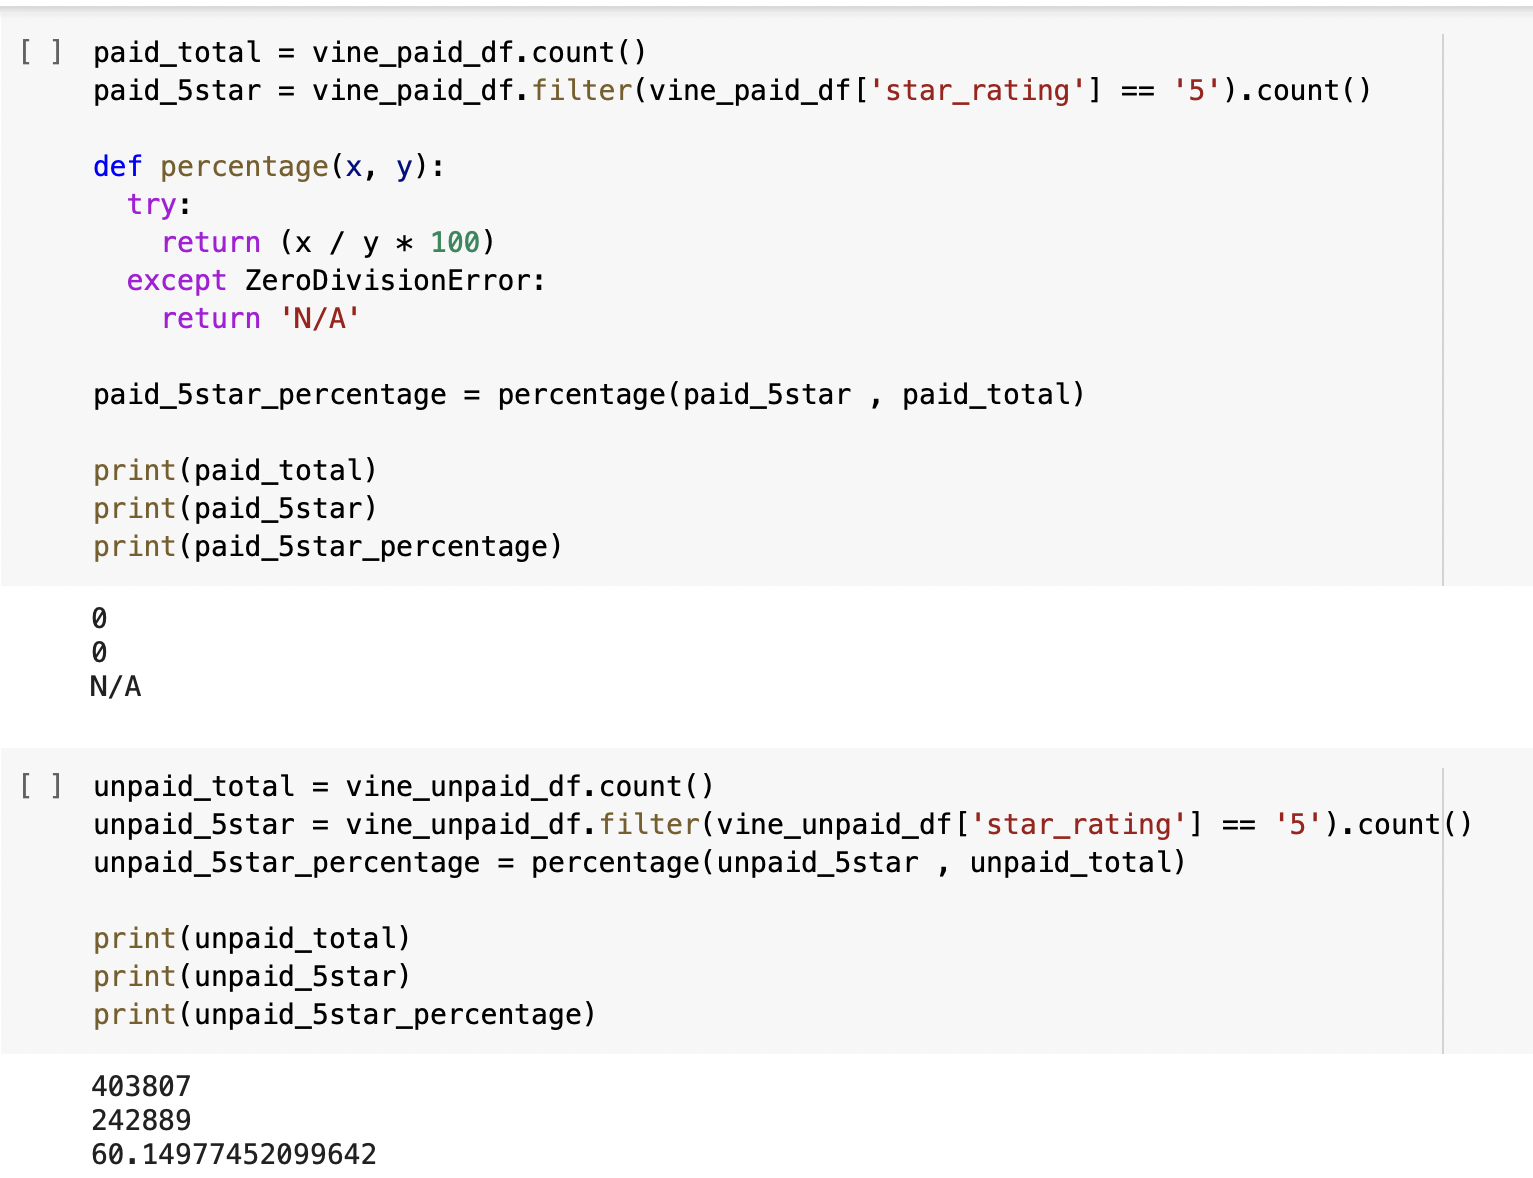 [ ] paid_total = vine_paid_df.count()
paid_5star = vine_paid_df.filter(vine_paid_df['star_rating'] == '5').count()
def percentage(x, y):
try:
return (x / y * 100)
except ZeroDivisionError:
return 'N/A'
paid_5star_percentage = percentage(paid_5star , paid_total)
print(paid_total)
print(paid_5star)
print(paid_5star_percentage)
0
0
N/A
[ ] unpaid_total = vine_unpaid_df.count()
unpaid_5star = vine_unpaid_df.filter(vine_unpaid_df['star_rating'] == '5').count()
unpaid_5star_percentage = percentage(unpaid_5star , unpaid_total)
print(unpaid_total)
print(unpaid_5star)
print(unpaid_5star_percentage)
403807
242889
60.14977452099642